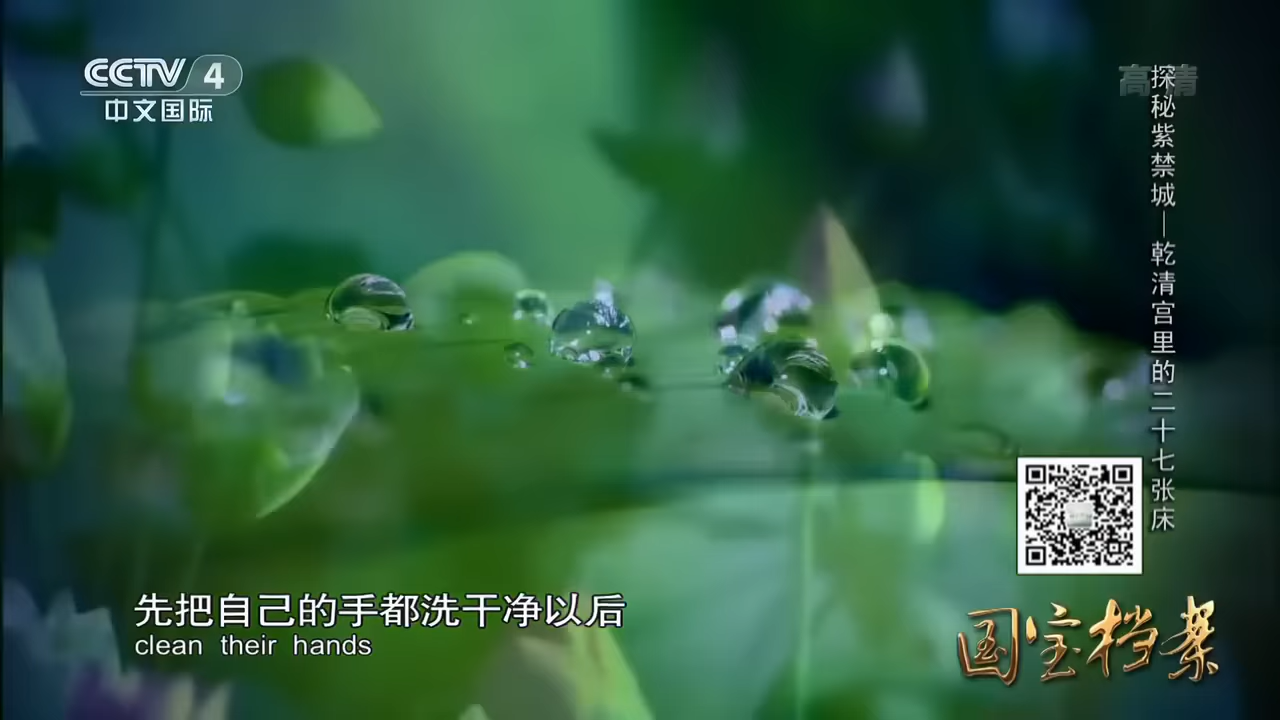 CCTV 4
中文国际
高清
探秘紫禁城—乾清宫里的二十七张床
先把自己的手都洗干净以后
clean their hands
国宝档案